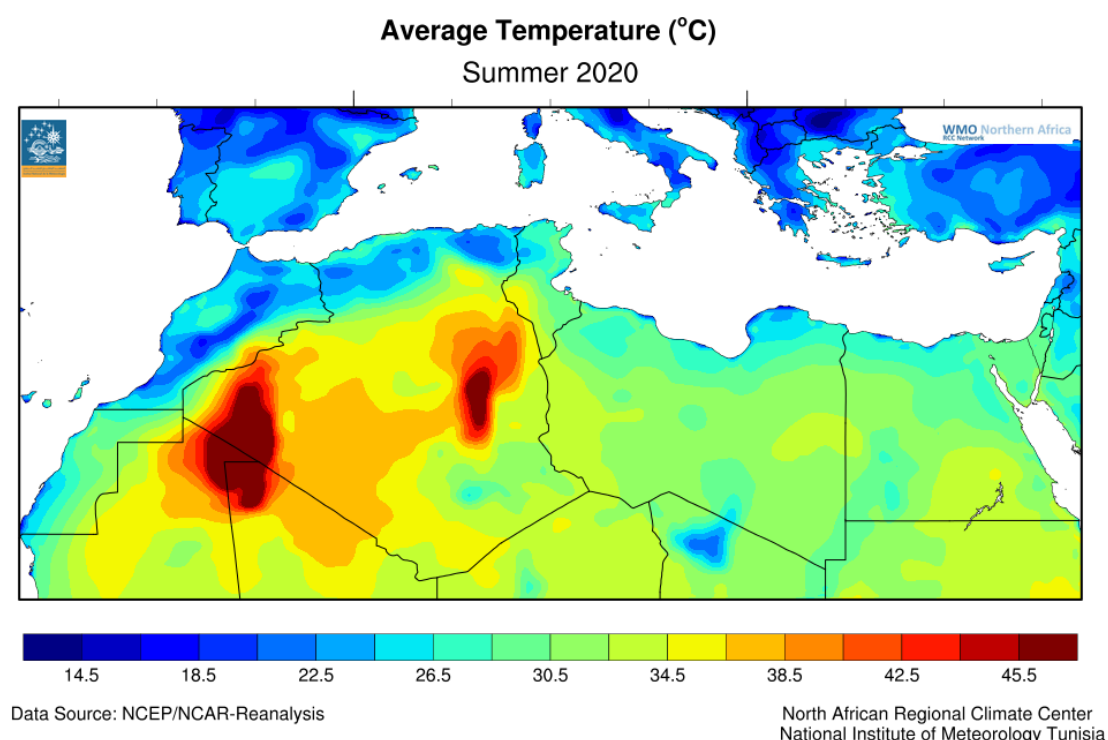 Average Temperature (°C)
Summer 2020
WMO Northern Africa
RCC Network
14.5 18.5 22.5 26.5 30.5 34.5 38.5 42.5 45.5
Data Source: NCEP/NCAR-Reanalysis
North African Regional Climate Center
National Institute of Meteorology Tunisia